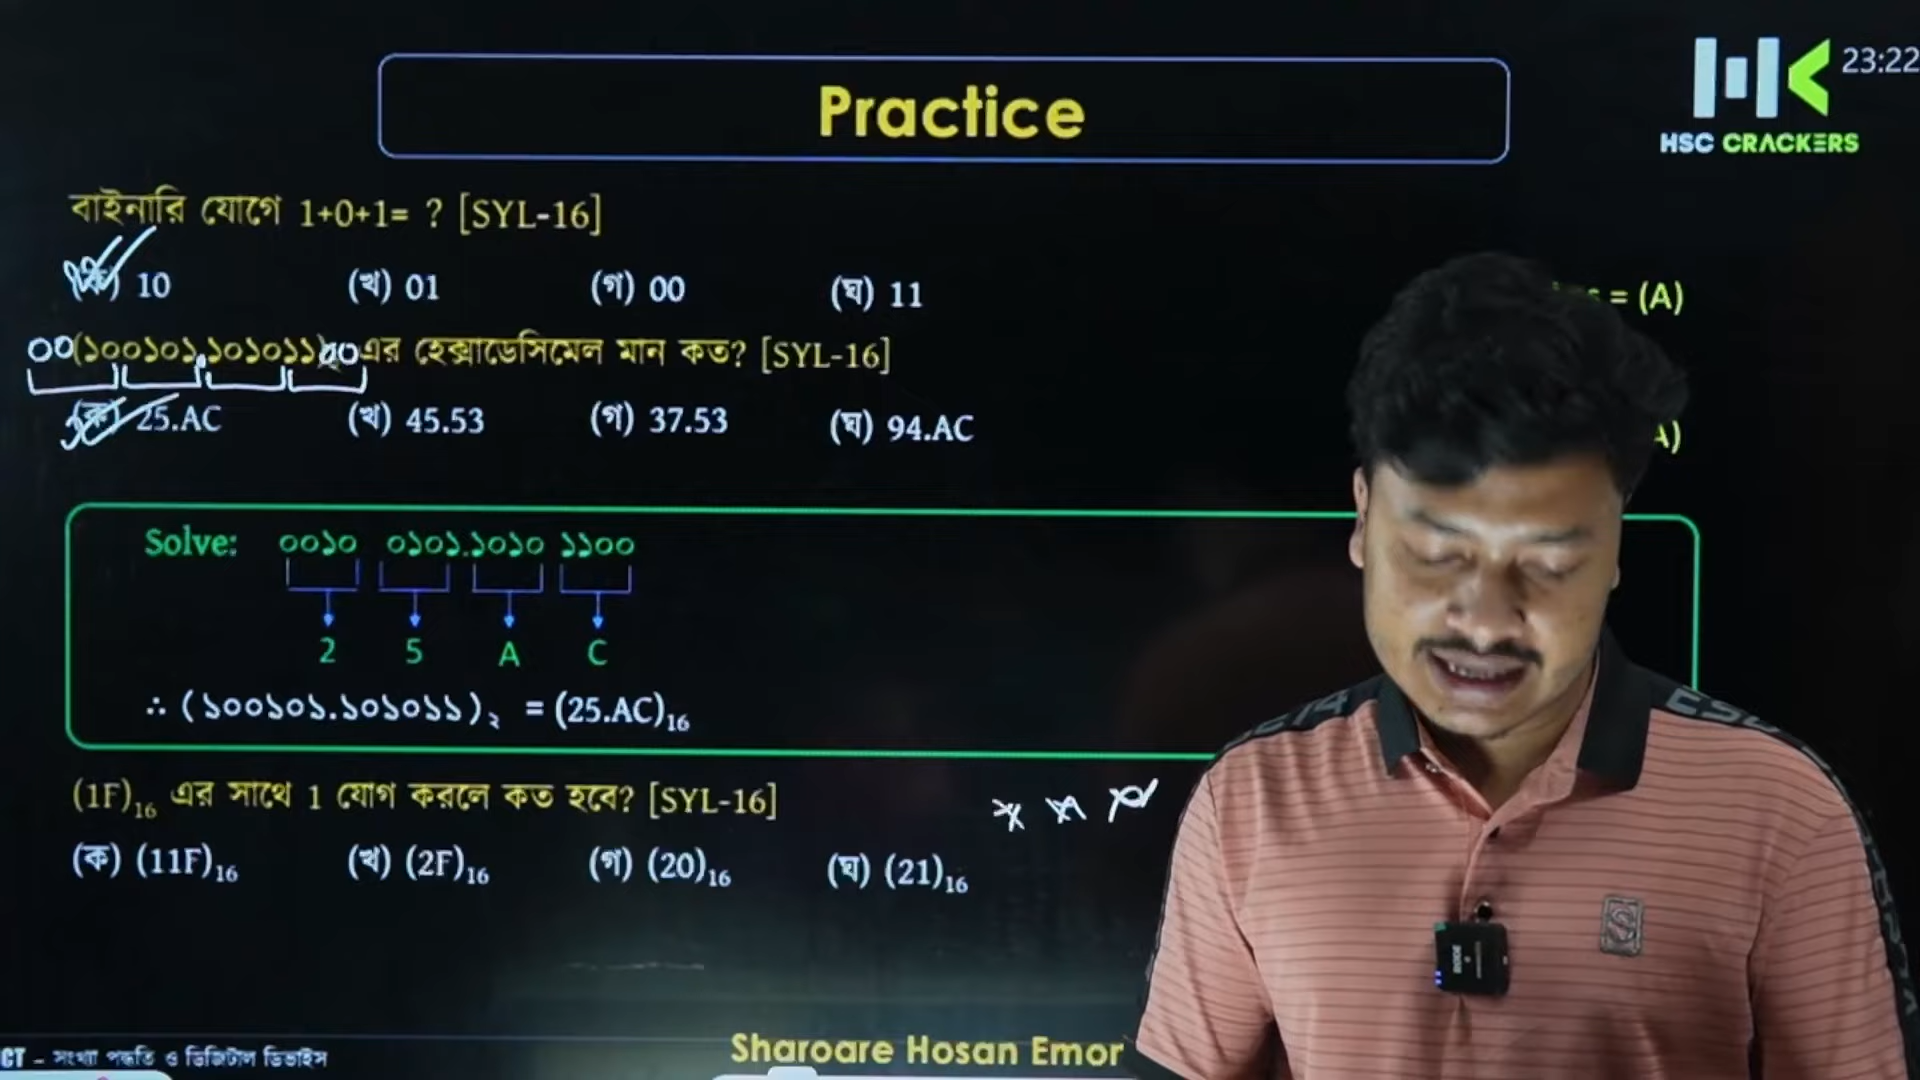 Practice
23:22
HSC CRACKERS
বাইনারি যোগে 1+0+1= ? [SYL-16]
(ক) 10 (খ) 01 (গ) 00 (ঘ) 11
= (A)
00(১০০১০১.১০১০১১)00 এর হেক্সাডেসিমেল মান কত? [SYL-16]
(ক) 25.AC (খ) 45.53 (গ) 37.53 (ঘ) 94.AC
A)
Solve: ০০১০ ০১০১.১০১০ ১১০০
2 5 A C
∴ (১০০১০১.১০১০১১)২ = (25.AC)16
(1F)16 এর সাথে 1 যোগ করলে কত হবে? [SYL-16]
(ক) (11F)16 (খ) (2F)16 (গ) (20)16 (ঘ) (21)16
CT – সংখ্যা পদ্ধতি ও ডিজিটাল ডিভাইস
Sharoare Hosan Emor